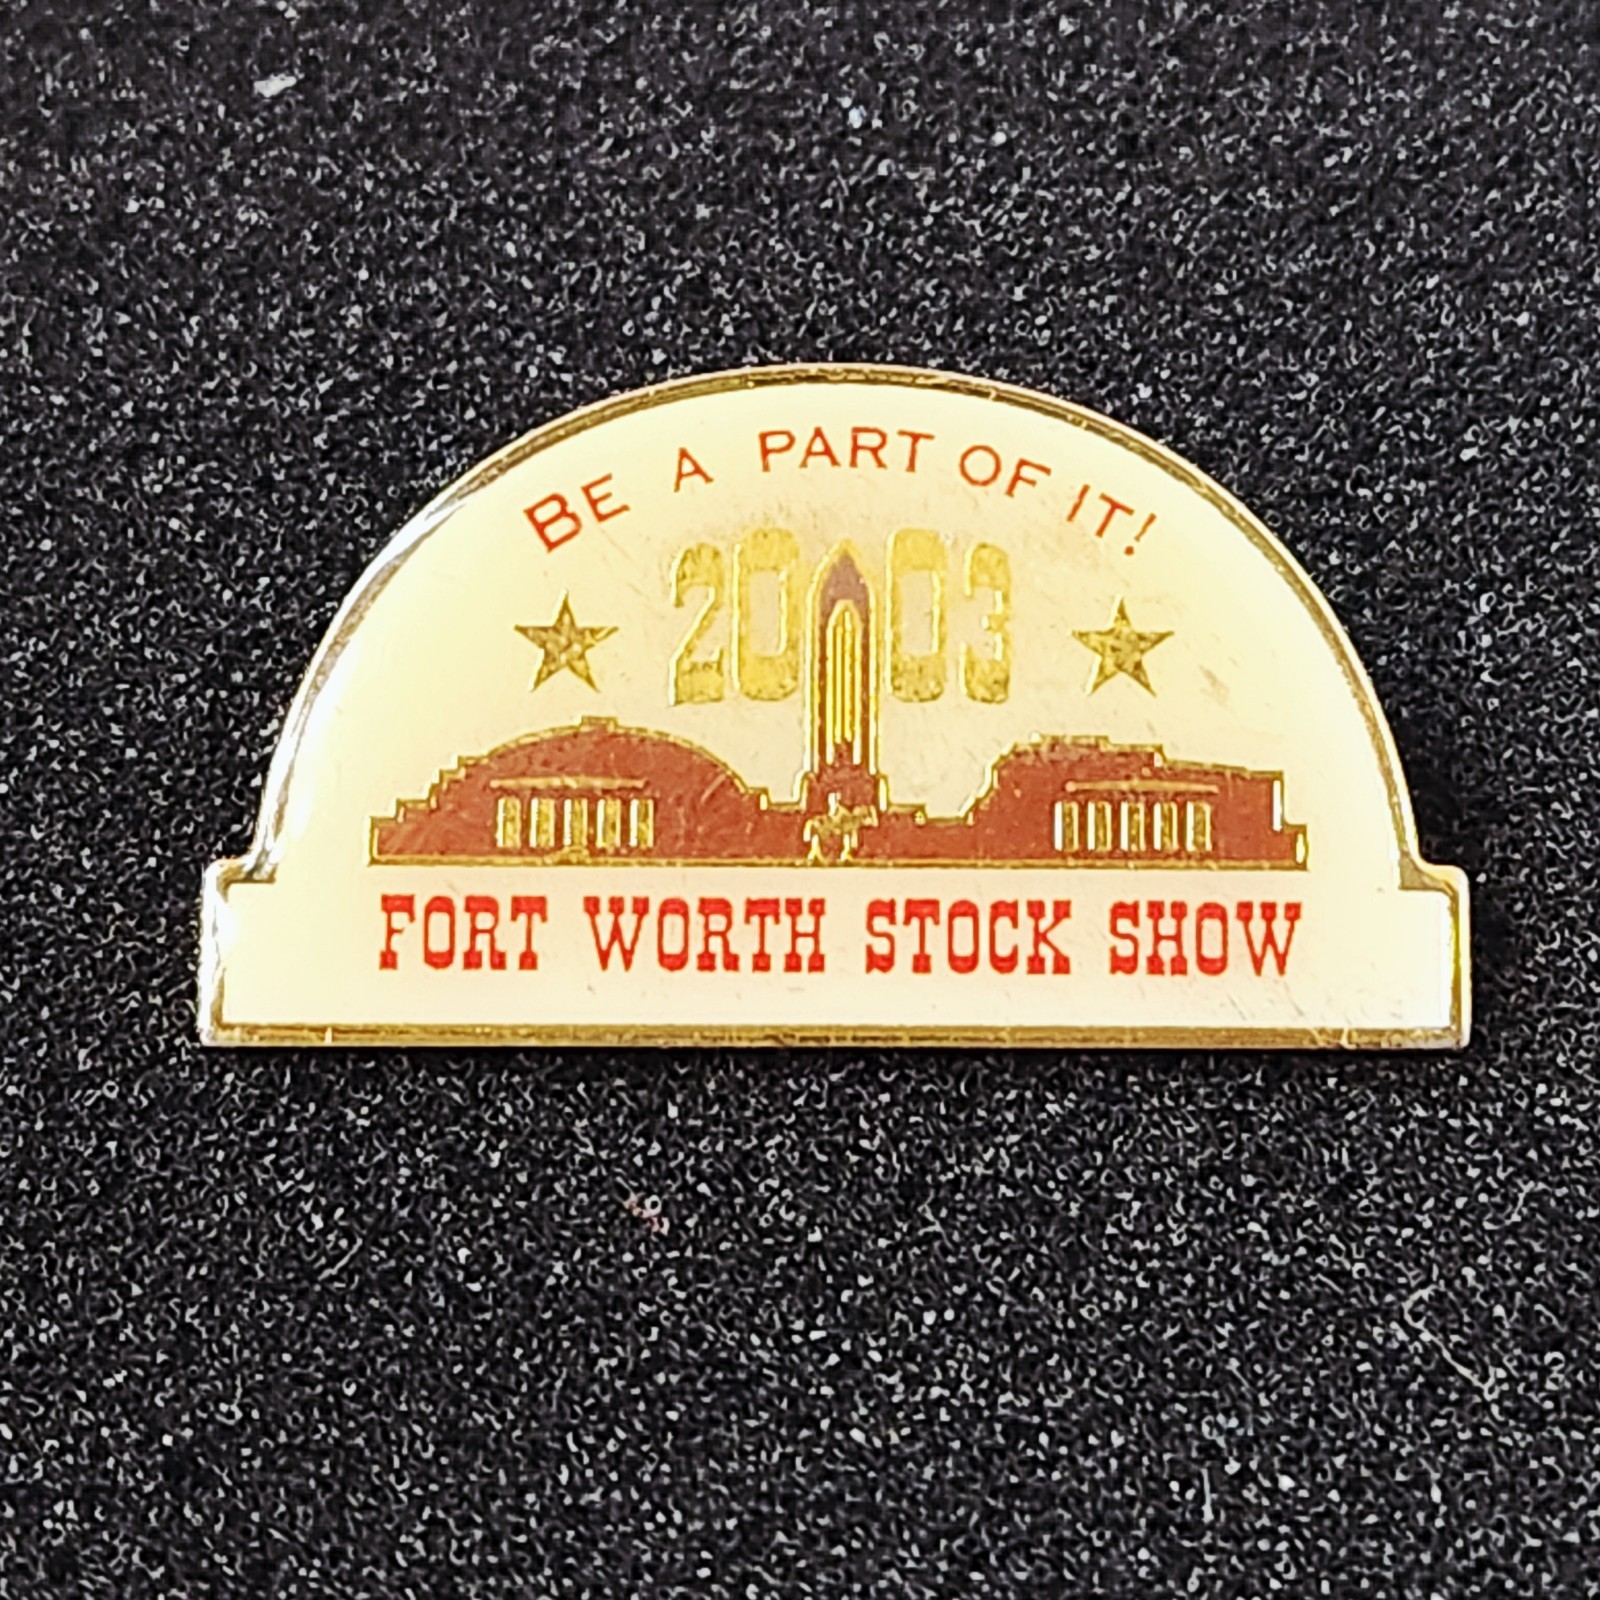 BE A PART OF IT!
2003
FORT WORTH STOCK SHOW